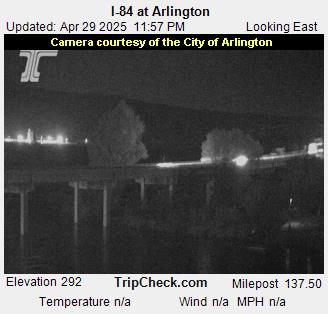 I-84 at Arlington
Updated: Apr 29 2025 11:57 PM Looking East
Camera courtesy of the City of Arlington
Elevation 292 TripCheck.com Milepost 137.50
Temperature n/a Wind n/a MPH n/a